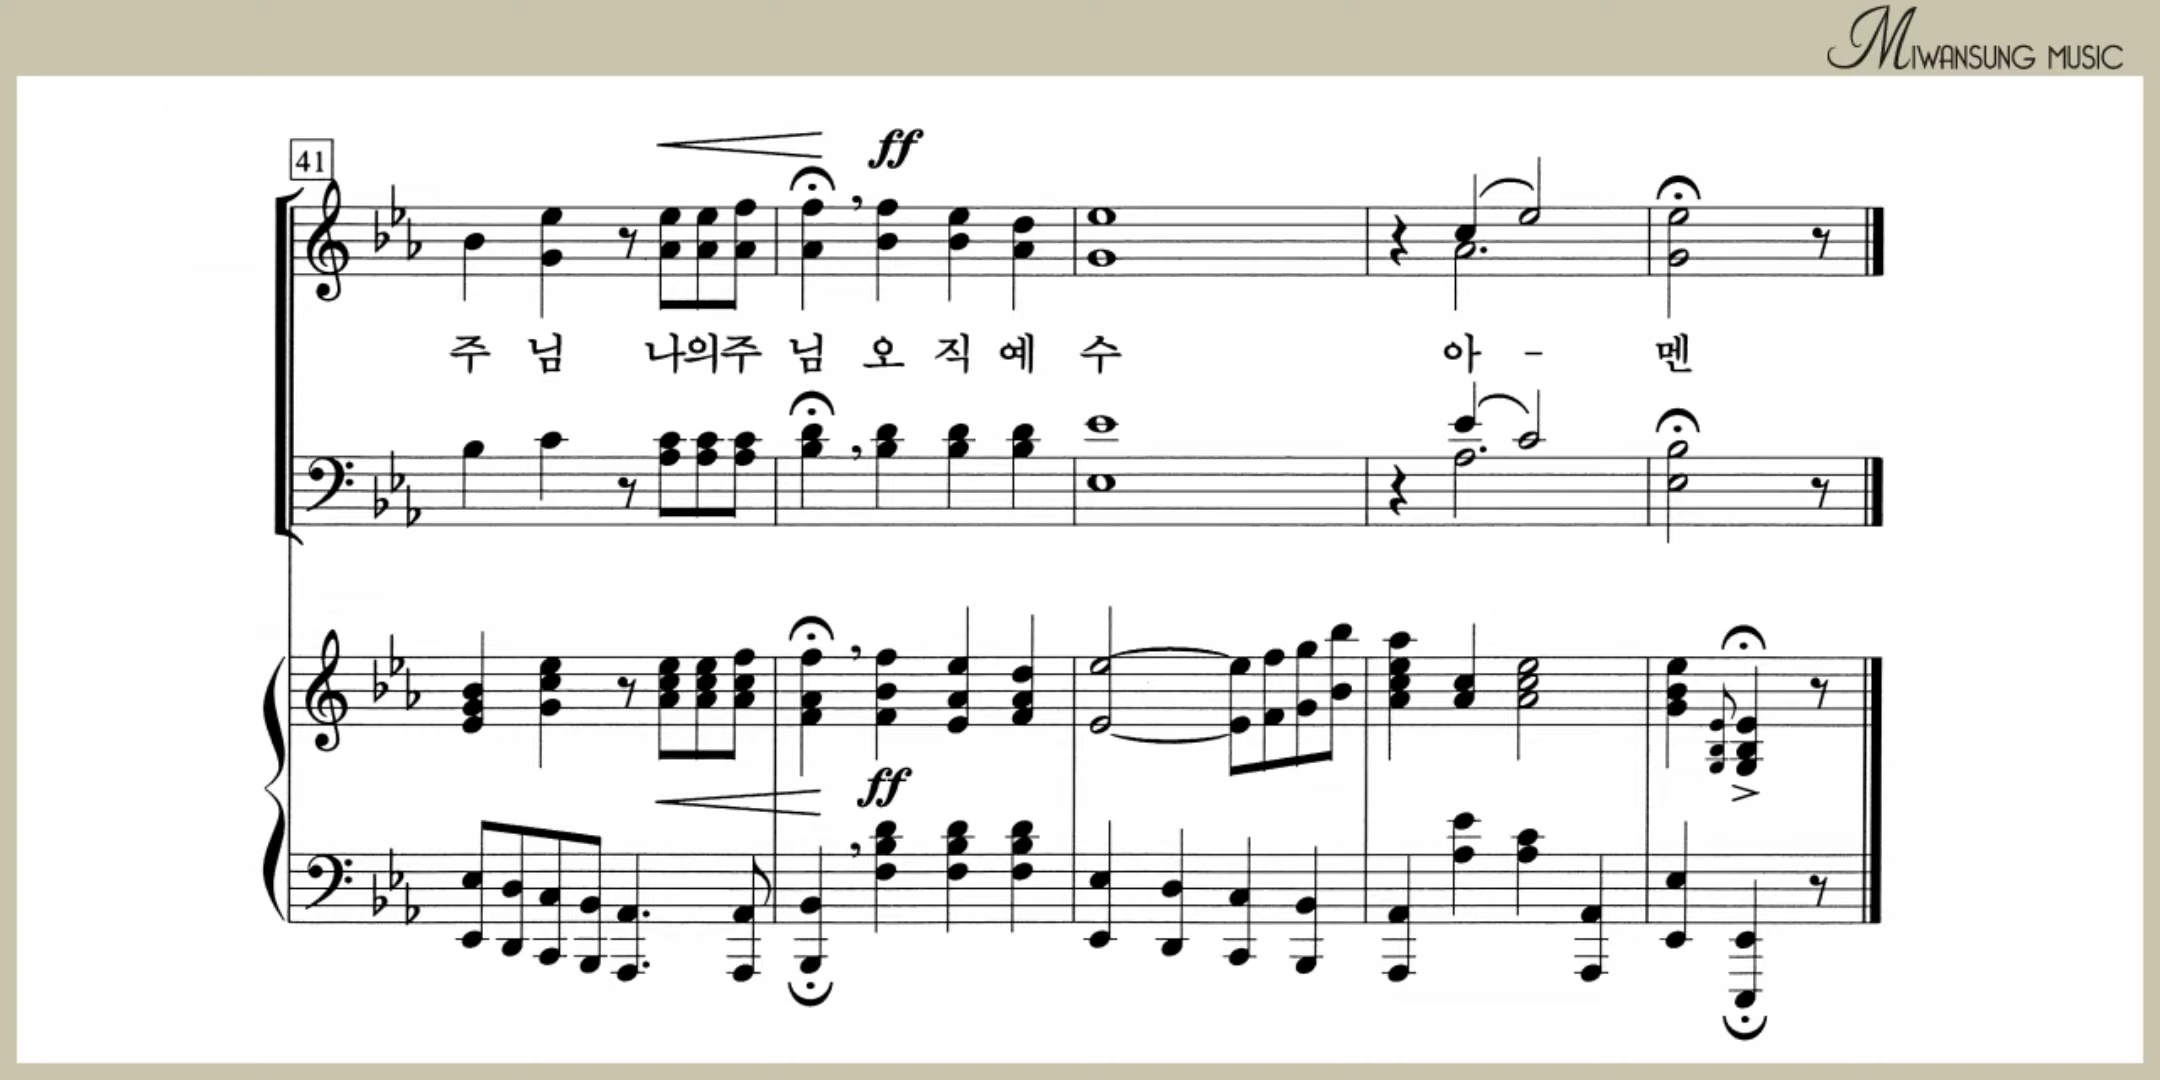 MIWANSUNG MUSIC
41
ff
주 님 나의주 님 오 직 예 수 아 - 멘
ff